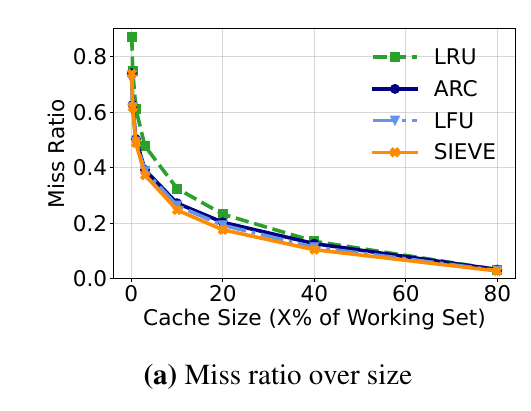 LRU
ARC
LFU
SIEVE
Miss Ratio
0.8
0.6
0.4
0.2
0.0
0 20 40 60 80
Cache Size (X% of Working Set)
(a) Miss ratio over size